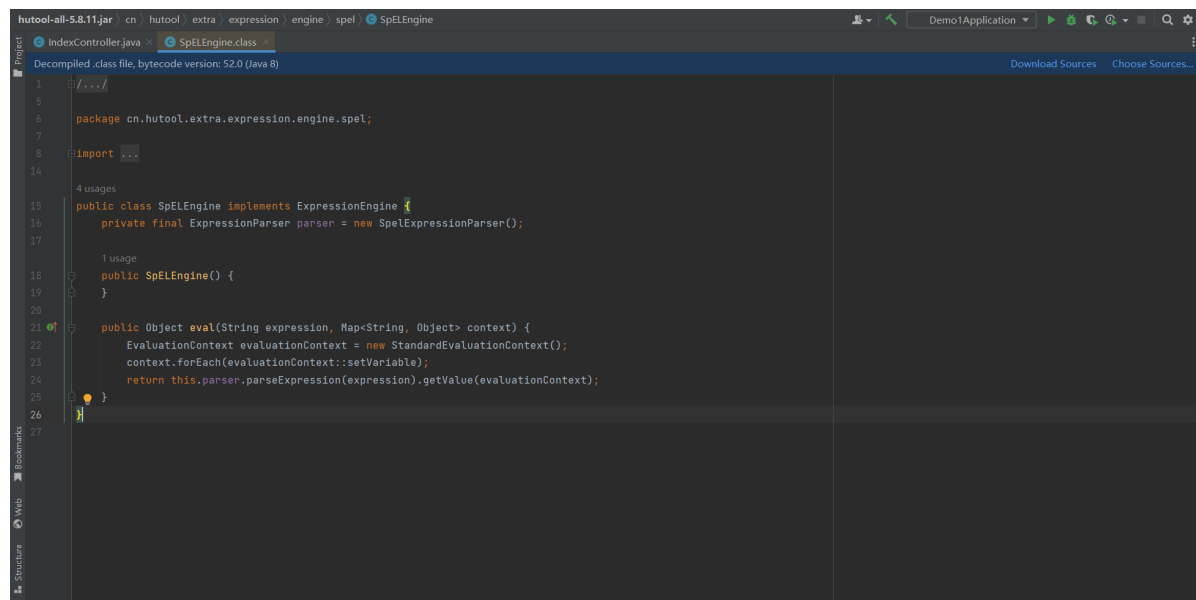 hutool-all-5.8.11.jar cn hutool extra expression engine spel SpELEngine Demo1Application
IndexController.java SpELEngine.class
Project
Decompiled .class file, bytecode version: 52.0 (Java 8) Download Sources Choose Sources...
1 /.../
5
6 package cn.hutool.extra.expression.engine.spel;
7
8 import ...
14
4 usages
15 public class SpELEngine implements ExpressionEngine {
16 private final ExpressionParser parser = new SpelExpressionParser();
17
1 usage
18 public SpELEngine() {
19 }
20
21 public Object eval(String expression, Map<String, Object> context) {
22 EvaluationContext evaluationContext = new StandardEvaluationContext();
23 context.forEach(evaluationContext::setVariable);
24 return this.parser.parseExpression(expression).getValue(evaluationContext);
25 }
26 }
27
Bookmarks
Web
Structure